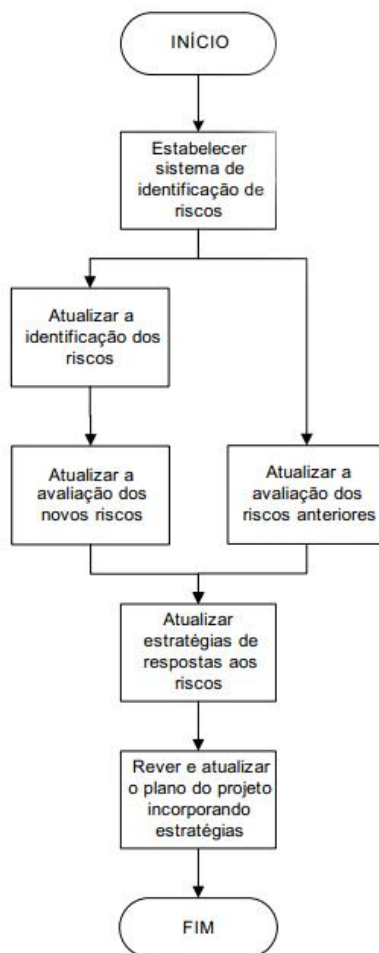 INÍCIO
Estabelecer
sistema de
identificação de
riscos
Atualizar a
identificação dos
riscos
Atualizar a
avaliação dos
novos riscos
Atualizar a
avaliação dos
riscos anteriores
Atualizar
estratégias de
respostas aos
riscos
Rever e atualizar
o plano do projeto
incorporando
estratégias
FIM